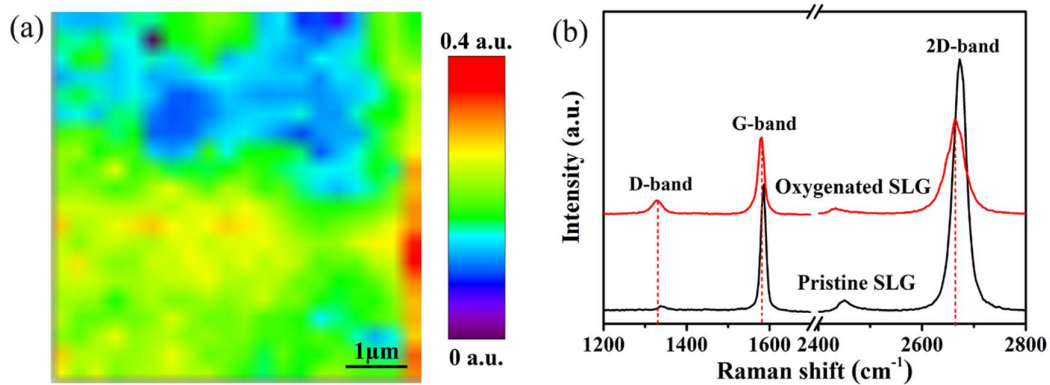 (a)
0.4 a.u.
0 a.u.
1μm
(b)
2D-band
G-band
D-band
Oxygenated SLG
Pristine SLG
Intensity (a.u.)
1200 1400 1600 2400 2600 2800
Raman shift (cm⁻¹)